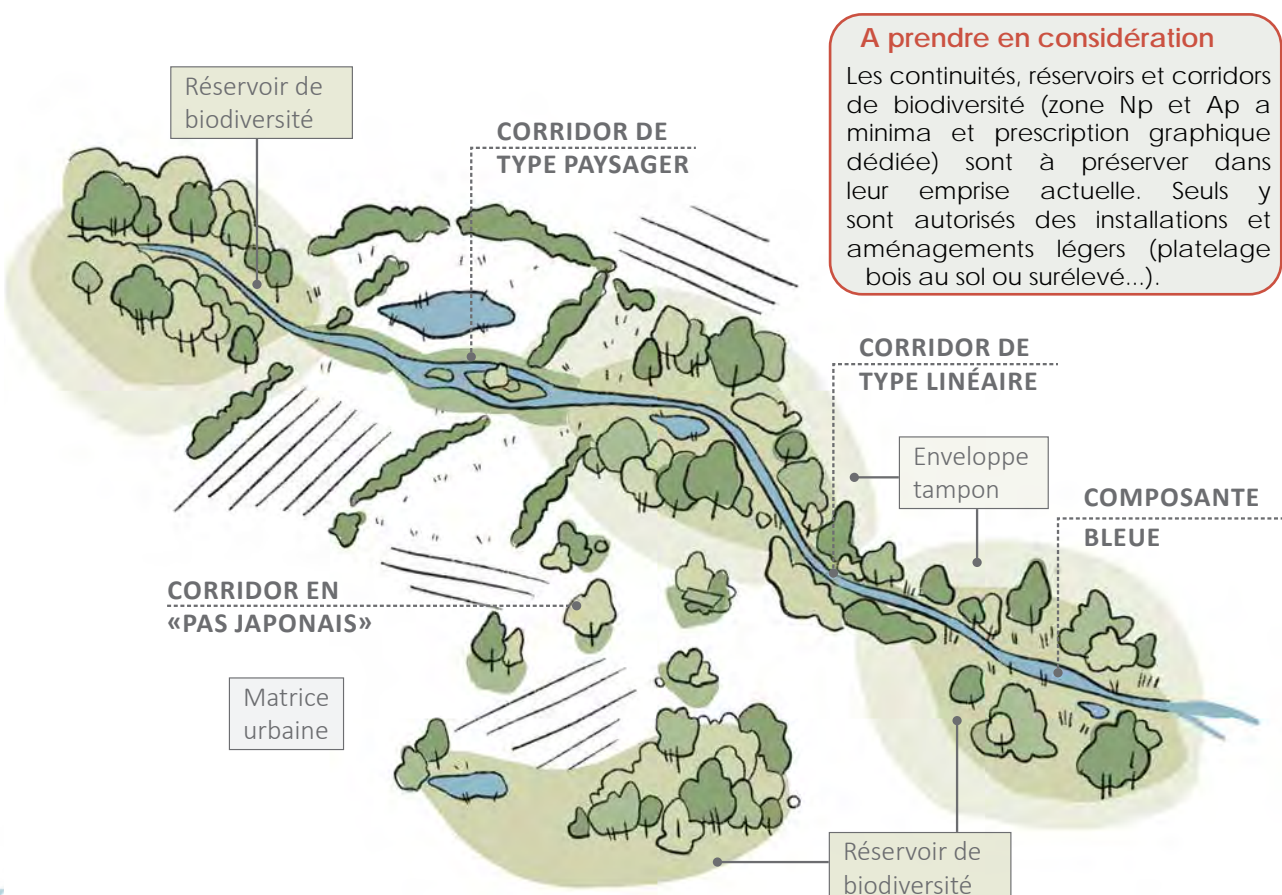 A prendre en considération
Les continuités, réservoirs et corridors
de biodiversité (zone Np et Ap a
minima et prescription graphique
dédiée) sont à préserver dans
leur emprise actuelle. Seuls y
sont autorisés des installations et
aménagements légers (platelage
bois au sol ou surélevé...).
Réservoir de
biodiversité
CORRIDOR DE
TYPE PAYSAGER
CORRIDOR DE
TYPE LINÉAIRE
Enveloppe
tampon
COMPOSANTE
BLEUE
CORRIDOR EN
«PAS JAPONAIS»
Matrice
urbaine
Réservoir de
biodiversité